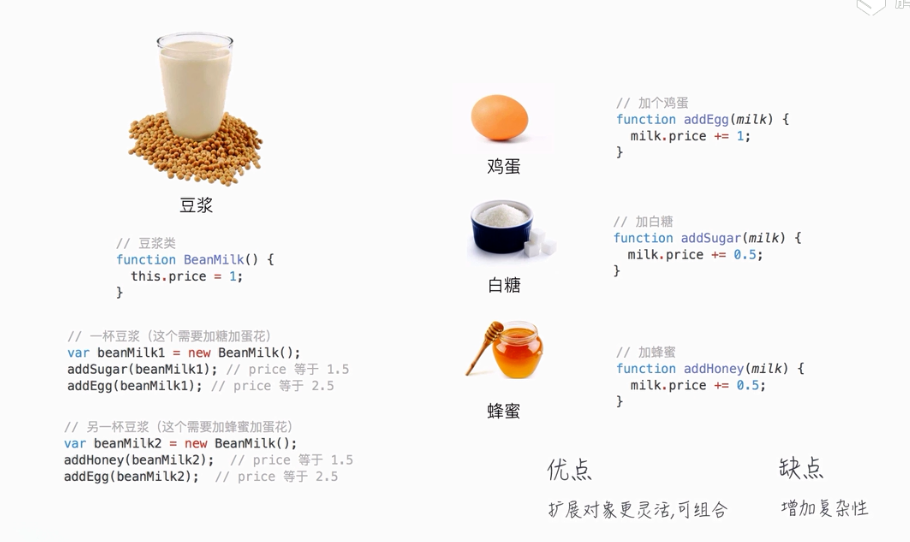 豆浆
// 豆浆类
function BeanMilk() {
this.price = 1;
}
// 一杯豆浆（这个需要加糖加蛋花）
var beanMilk1 = new BeanMilk();
addSugar(beanMilk1); // price 等于 1.5
addEgg(beanMilk1); // price 等于 2.5
// 另一杯豆浆（这个需要加蜂蜜加蛋花）
var beanMilk2 = new BeanMilk();
addHoney(beanMilk2);  // price 等于 1.5
addEgg(beanMilk2);  // price 等于 2.5
鸡蛋
// 加个鸡蛋
function addEgg(milk) {
milk.price += 1;
}
白糖
// 加白糖
function addSugar(milk) {
milk.price += 0.5;
}
蜂蜜
// 加蜂蜜
function addHoney(milk) {
milk.price += 0.5;
}
优点
扩展对象更灵活,可组合
缺点
增加复杂性